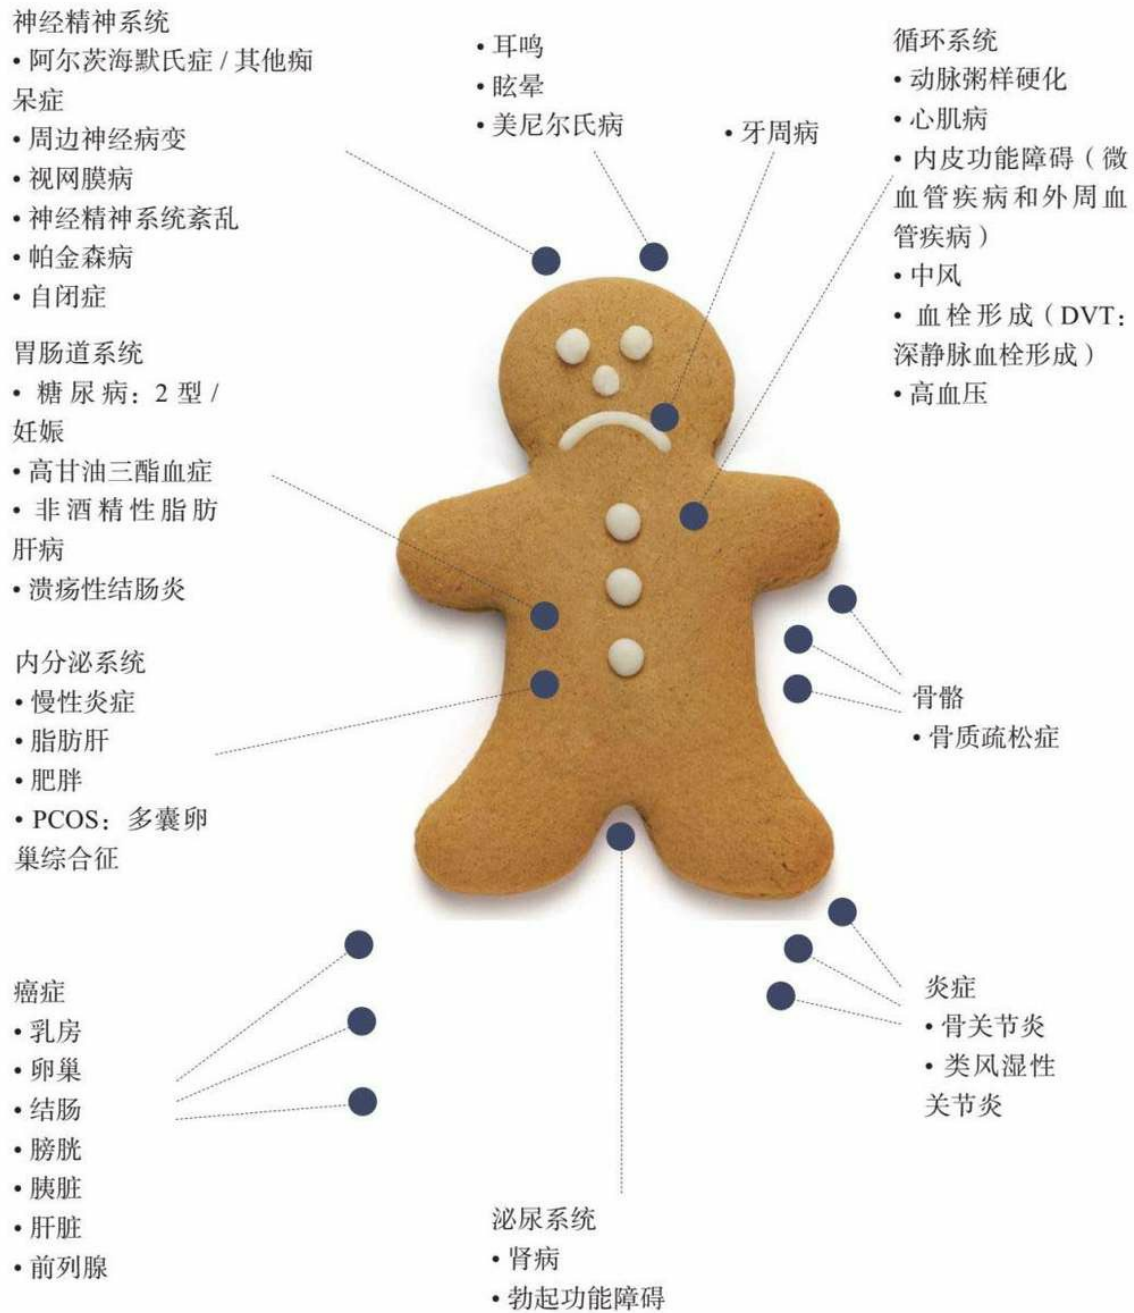 神经精神系统
• 阿尔茨海默氏症 / 其他痴
呆症
• 周边神经病变
• 视网膜病
• 神经精神系统紊乱
• 帕金森病
• 自闭症
• 耳鸣
• 眩晕
• 美尼尔氏病
• 牙周病
循环系统
• 动脉粥样硬化
• 心肌病
• 内皮功能障碍（微
血管疾病和外周血
管疾病）
• 中风
• 血栓形成（DVT：
深静脉血栓形成）
• 高血压
胃肠道系统
• 糖尿病：2 型 /
妊娠
• 高甘油三酯血症
• 非酒精性脂肪
肝病
• 溃疡性结肠炎
内分泌系统
• 慢性炎症
• 脂肪肝
• 肥胖
• PCOS：多囊卵
巢综合征
骨骼
• 骨质疏松症
癌症
• 乳房
• 卵巢
• 结肠
• 膀胱
• 胰脏
• 肝脏
• 前列腺
炎症
• 骨关节炎
• 类风湿性
关节炎
泌尿系统
• 肾病
• 勃起功能障碍